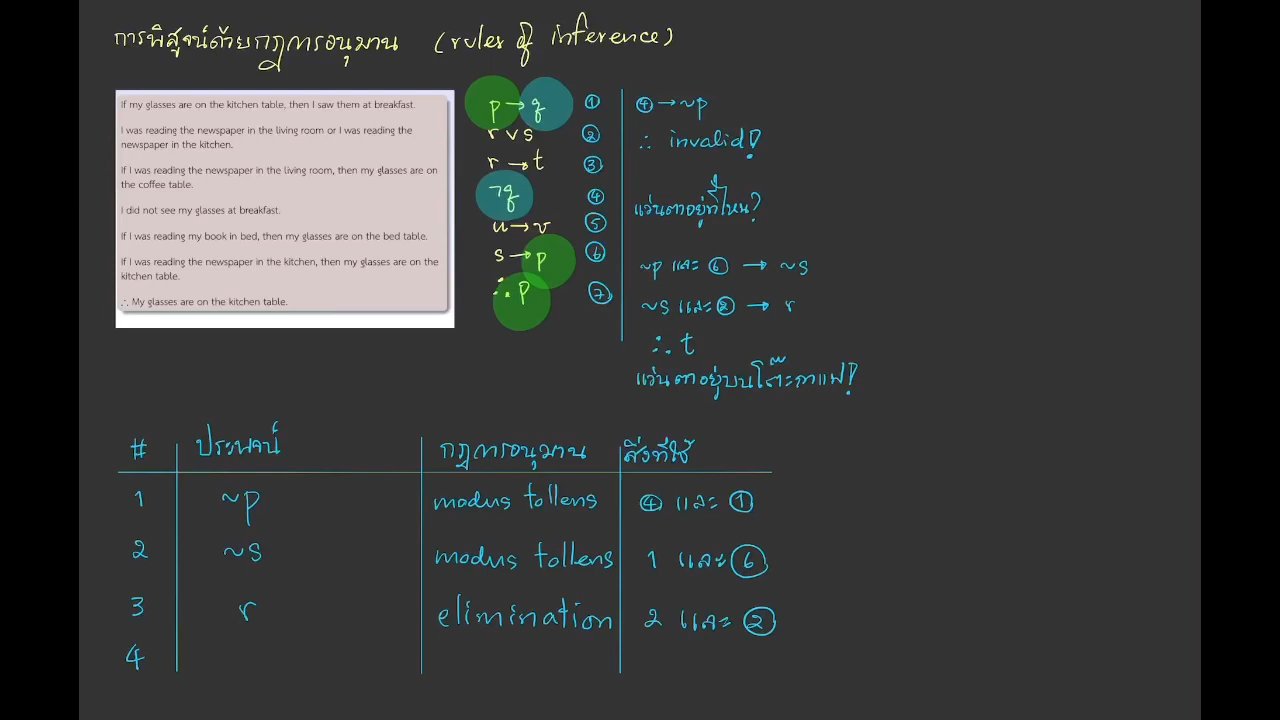 การพิสูจน์ด้วยกฎการอนุมาน (rules of inference)
If my glasses are on the kitchen table, then I saw them at breakfast.
I was reading the newspaper in the living room or I was reading the
newspaper in the kitchen.
If I was reading the newspaper in the living room, then my glasses are on
the coffee table.
I did not see my glasses at breakfast.
If I was reading my book in bed, then my glasses are on the bed table.
If I was reading the newspaper in the kitchen, then my glasses are on the
kitchen table.
∴ My glasses are on the kitchen table.
p → q ①
r ∨ s ②
r → t ③
¬q ④
u → v ⑤
s → p ⑥
∴ p ⑦
④ → ~p
∴ invalid!
แว่นตาอยู่ที่ไหน?
~p และ ⑥ → ~s
~s และ ② → r
∴ t
แว่นตาอยู่บนโต๊ะกาแฟ!
# ประพจน์ กฎการอนุมาน สิ่งที่ใช้
1 ~p modus tollens ④ และ ①
2 ~s modus tollens 1 และ ⑥
3 r elimination 2 และ ②
4